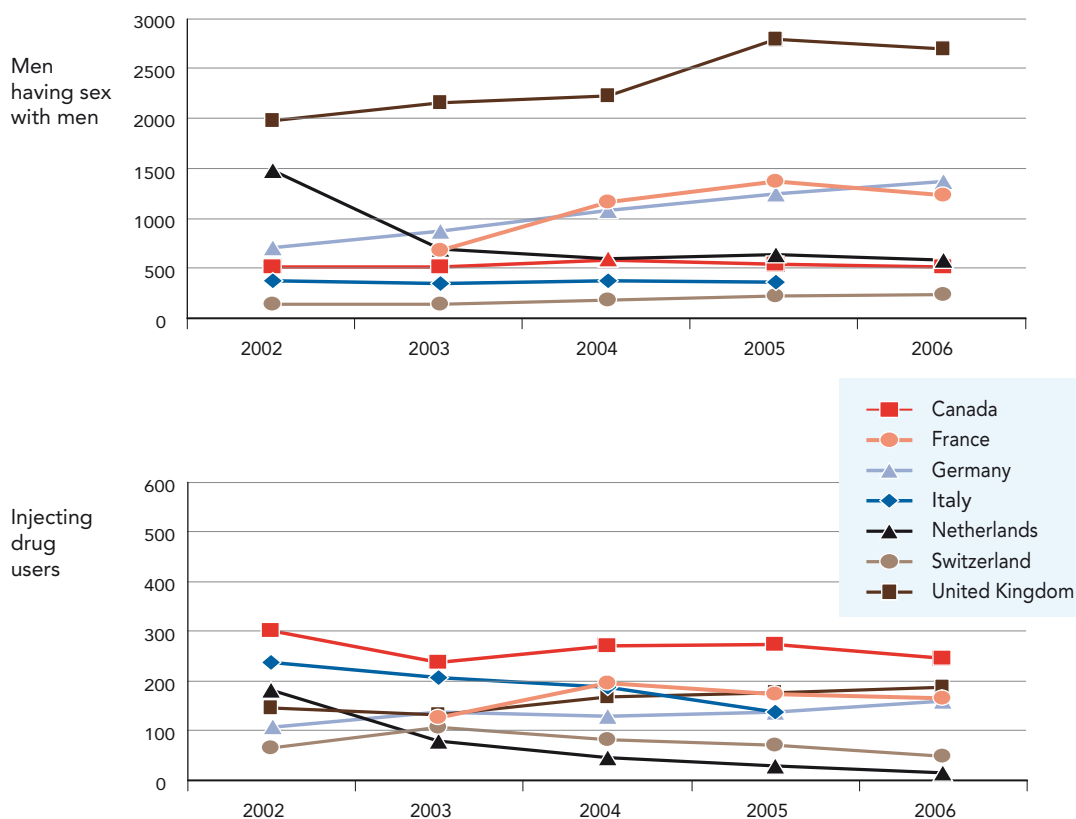 3000
Men
having sex
with men
2500
2000
1500
1000
500
0
2002 2003 2004 2005 2006
Canada
France
Germany
Italy
Netherlands
Switzerland
United Kingdom
Injecting
drug
users
600
500
400
300
200
100
0
2002 2003 2004 2005 2006